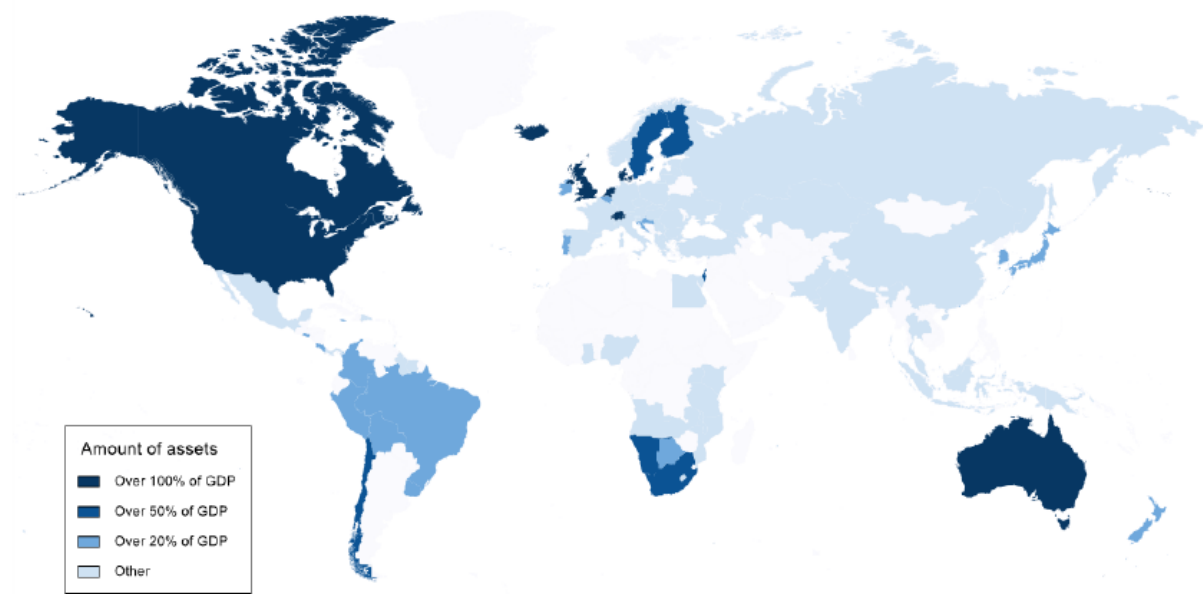 Amount of assets
Over 100% of GDP
Over 50% of GDP
Over 20% of GDP
Other